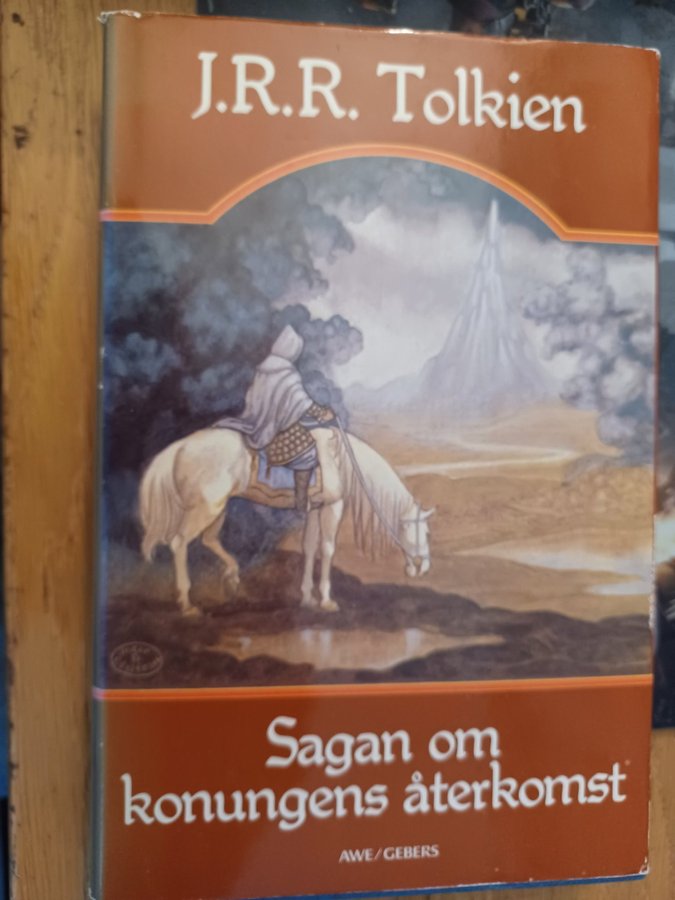 J.R.R. Tolkien
Sagan om
konungens återkomst
AWE/GEBERS